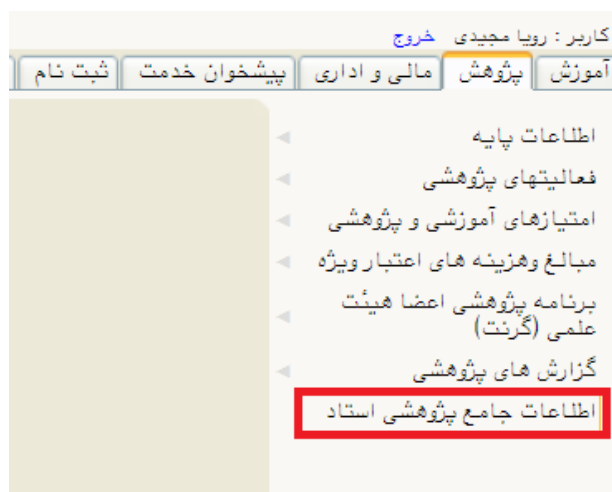 کاربر : رویا مجیدی خروج
آموزش پژوهش مالی و اداری پیشخوان خدمت ثبت نام
اطلاعات پایه
فعالیتهای پژوهشی
امتیازهای آموزشی و پژوهشی
مبالغ وهزینه های اعتبار ویژه
برنامه پژوهشی اعضا هیئت
علمی (گرنت)
گزارش های پژوهشی
اطلاعات جامع پژوهشی استاد